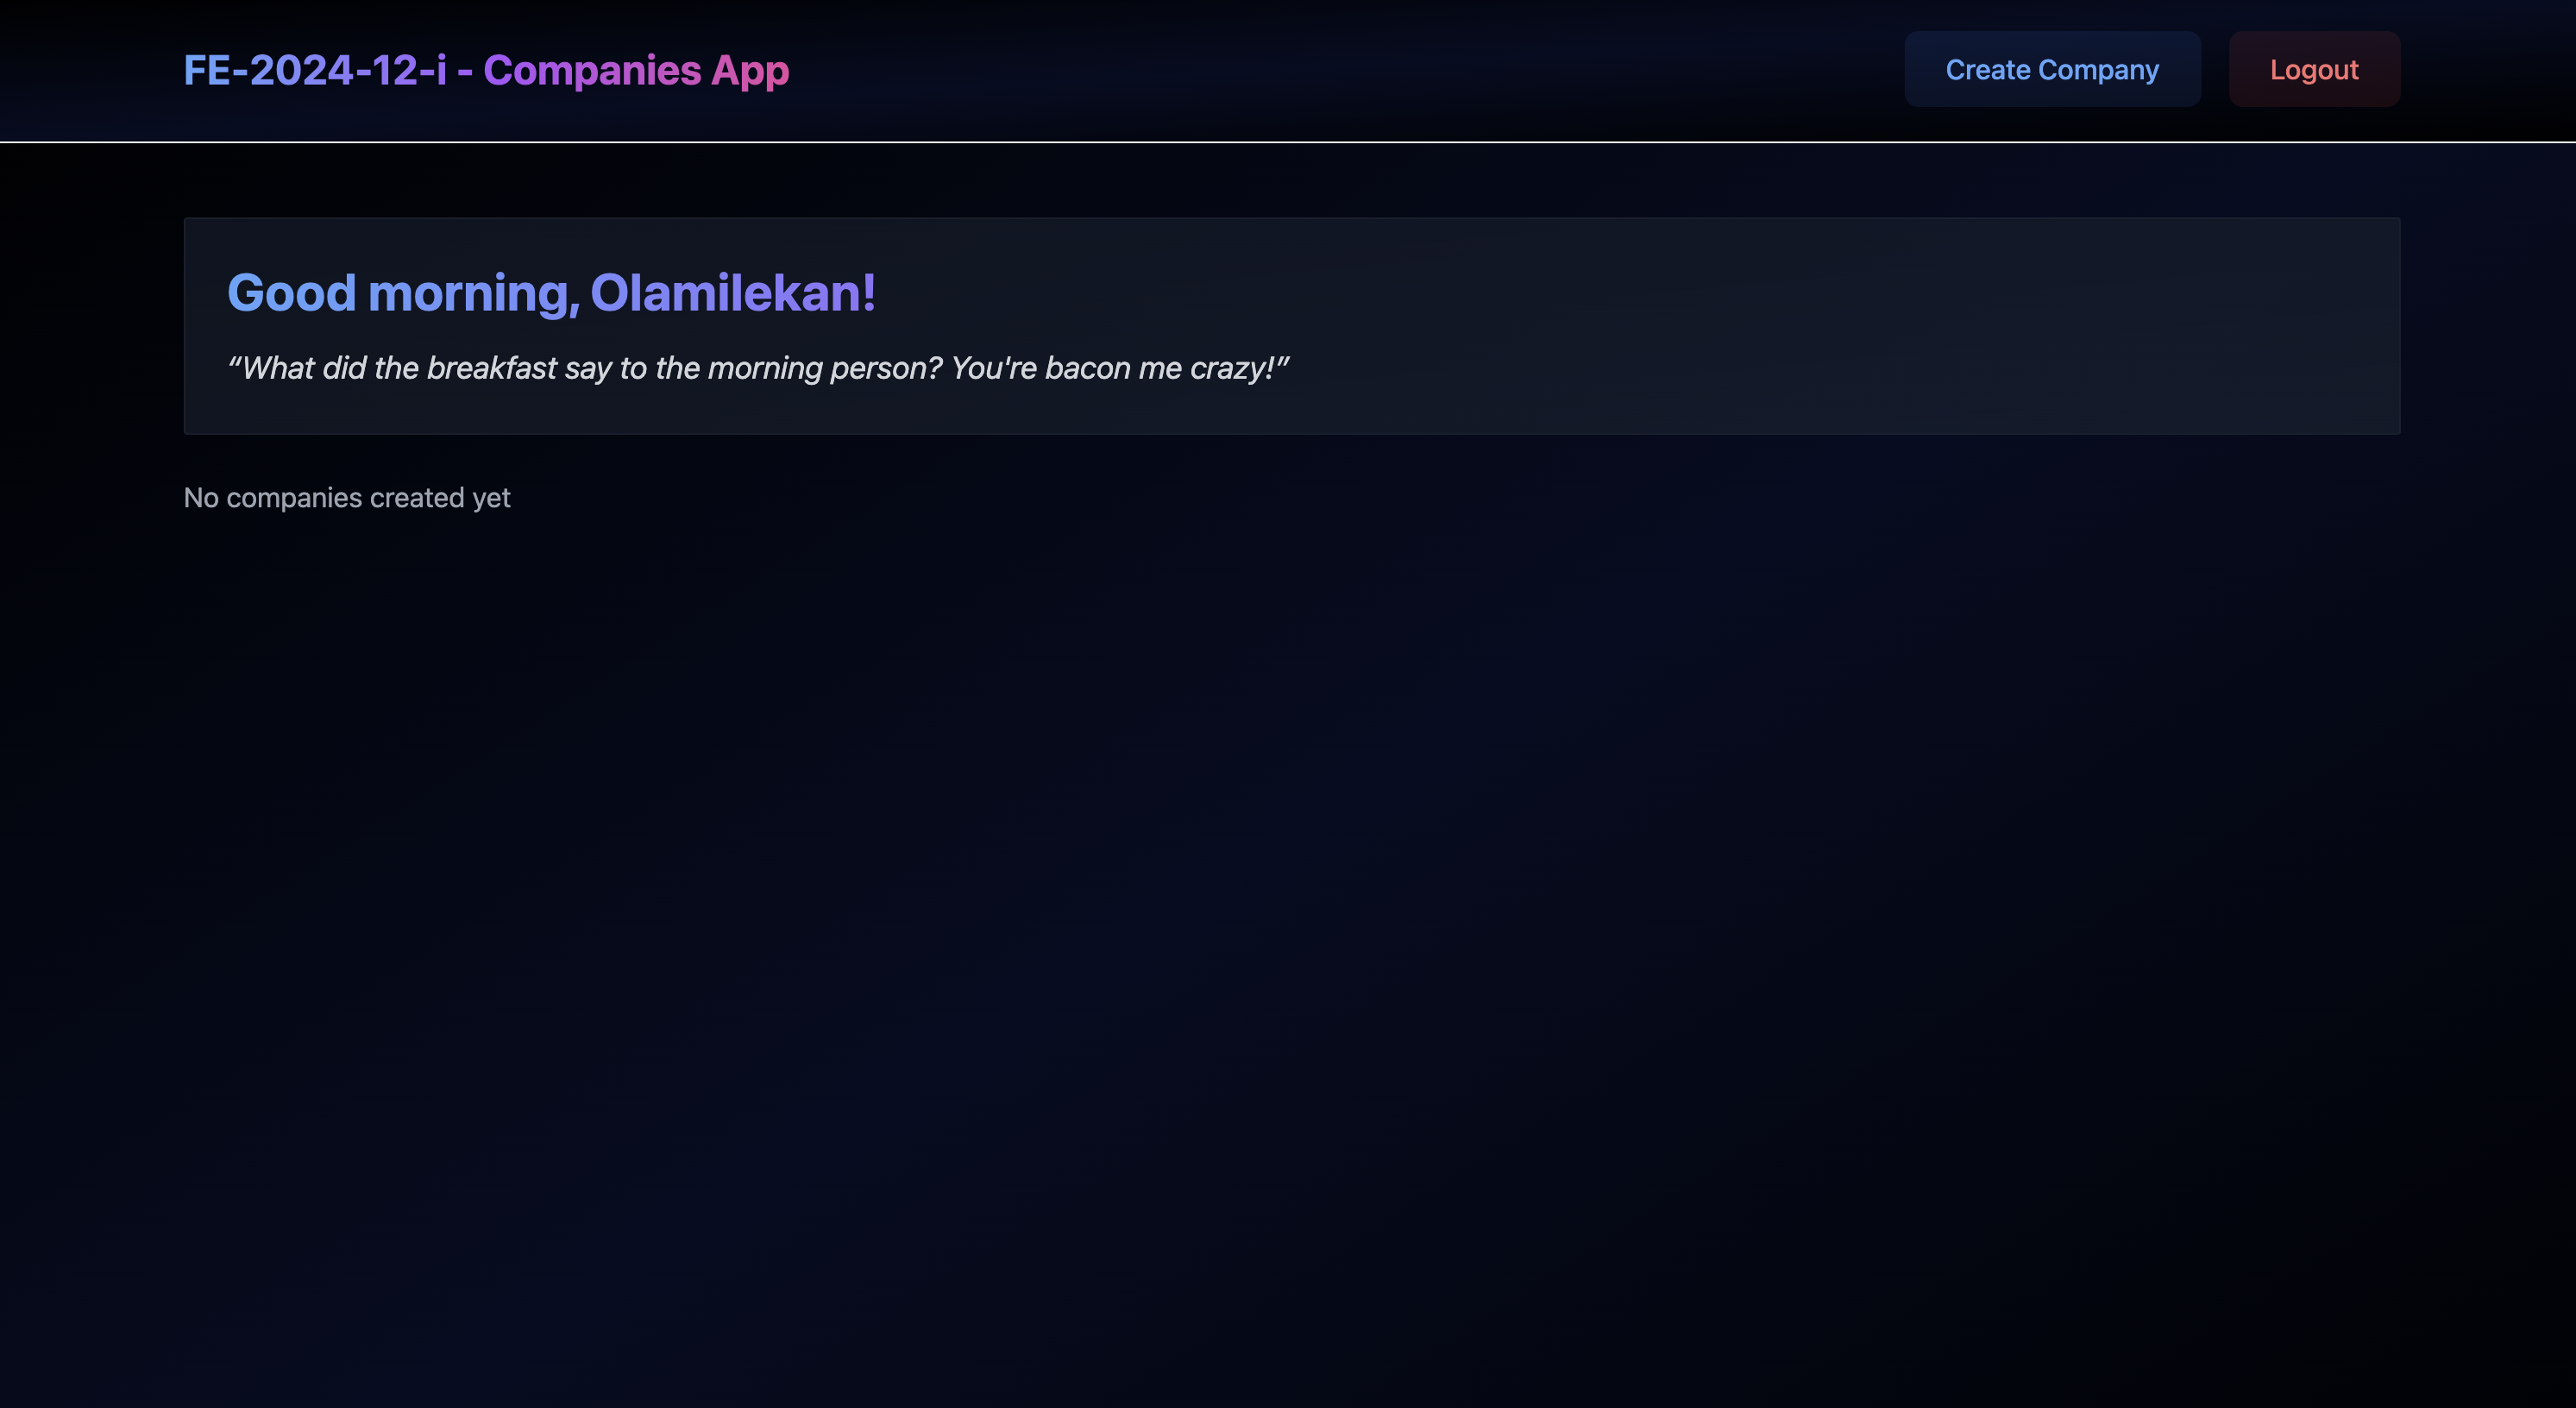 FE-2024-12-i - Companies App
Create Company
Logout
Good morning, Olamilekan!
“What did the breakfast say to the morning person? You're bacon me crazy!”
No companies created yet